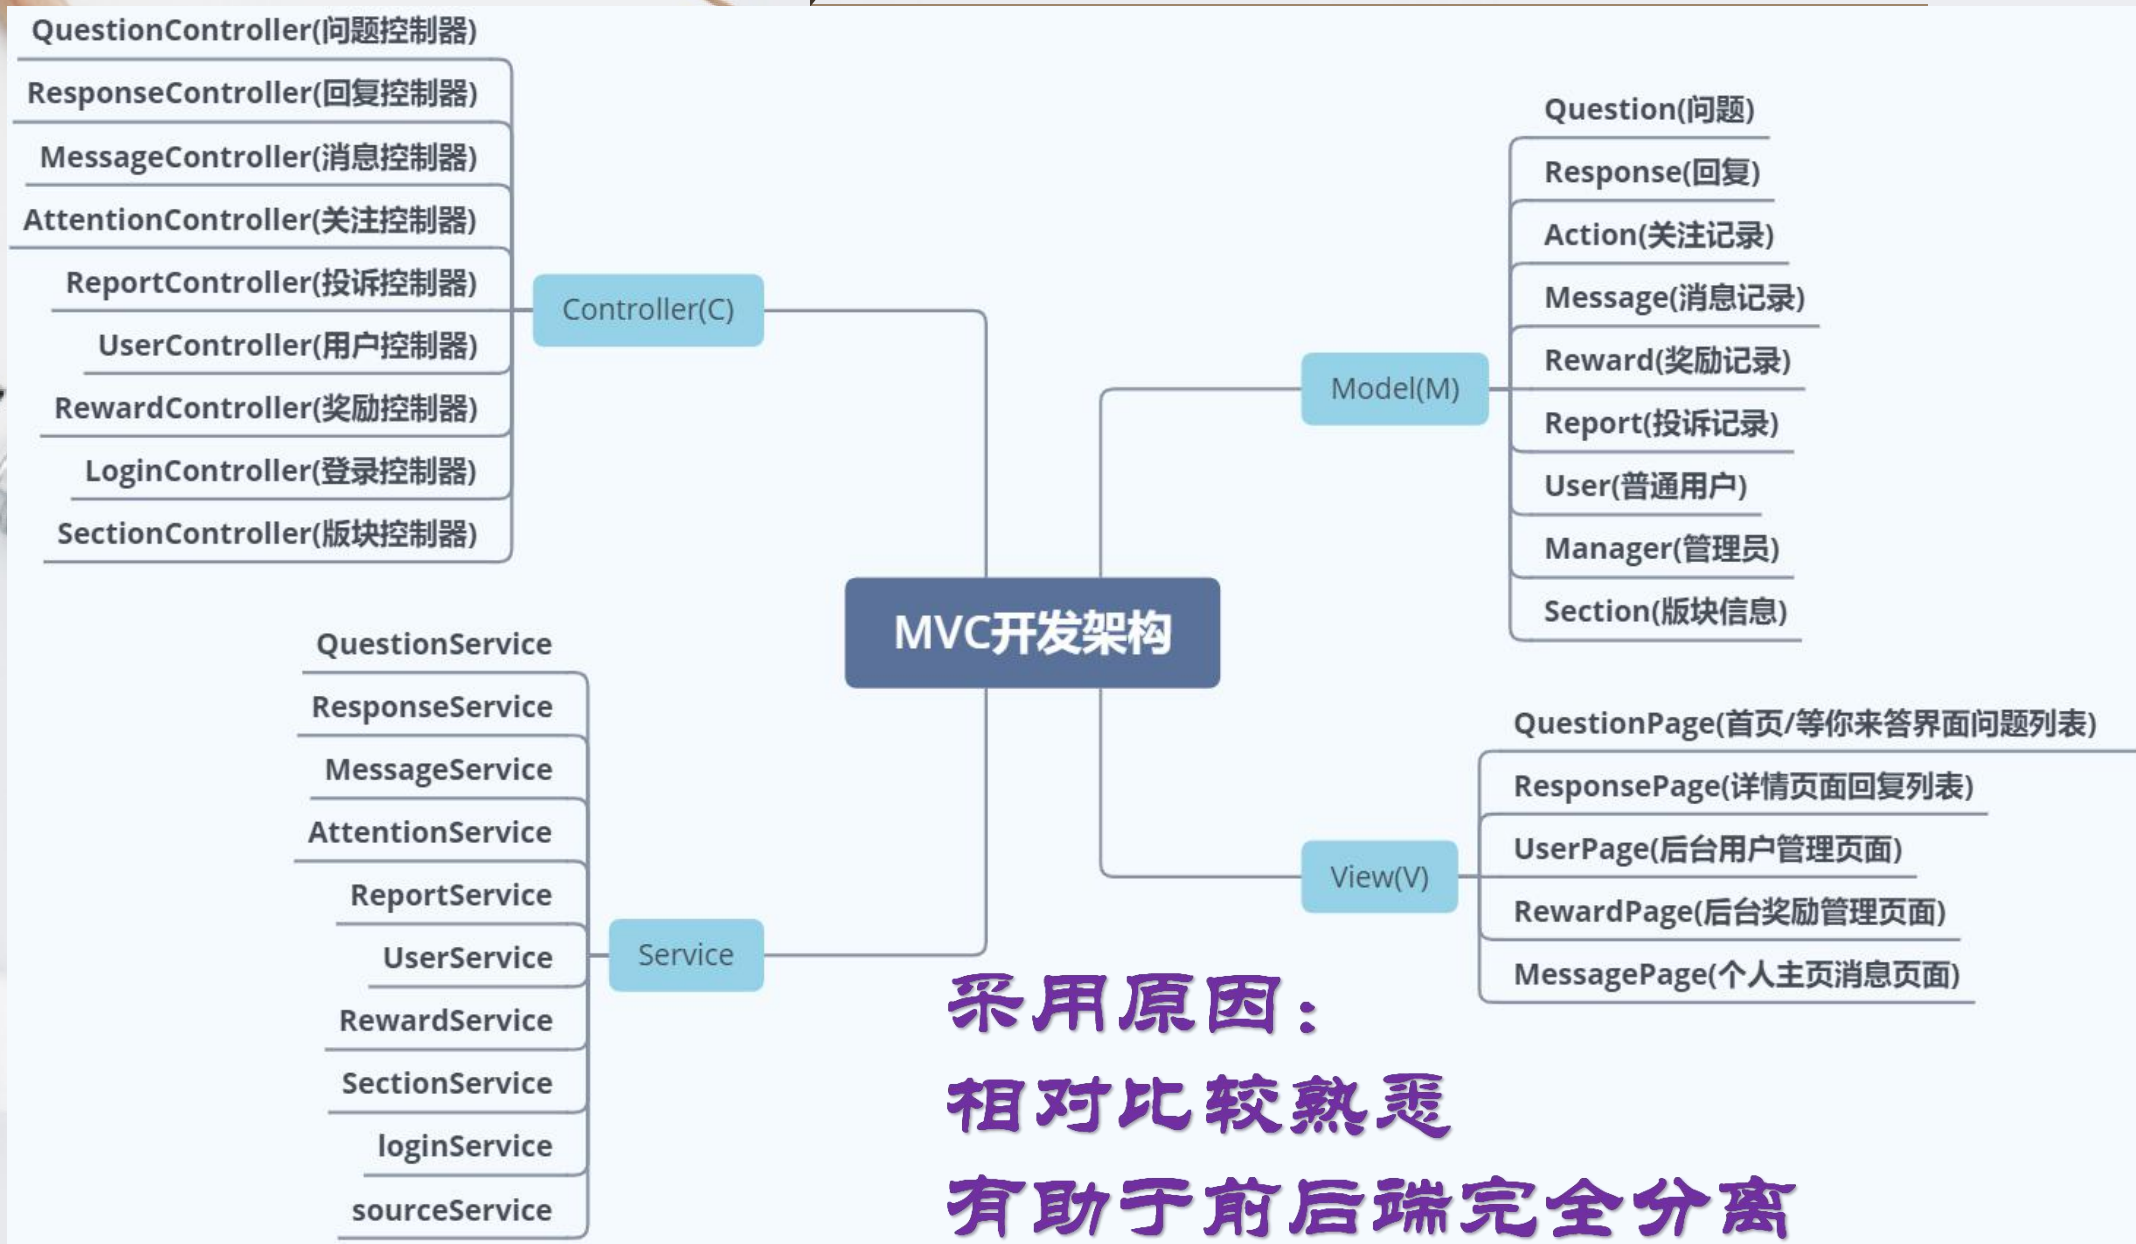 QuestionController(问题控制器)
ResponseController(回复控制器)
MessageController(消息控制器)
AttentionController(关注控制器)
ReportController(投诉控制器)
UserController(用户控制器)
RewardController(奖励控制器)
LoginController(登录控制器)
SectionController(版块控制器)
Controller(C)
QuestionService
ResponseService
MessageService
AttentionService
ReportService
UserService
RewardService
SectionService
loginService
sourceService
Service
MVC开发架构
Model(M)
Question(问题)
Response(回复)
Action(关注记录)
Message(消息记录)
Reward(奖励记录)
Report(投诉记录)
User(普通用户)
Manager(管理员)
Section(版块信息)
View(V)
QuestionPage(首页/等你来答界面问题列表)
ResponsePage(详情页面回复列表)
UserPage(后台用户管理页面)
RewardPage(后台奖励管理页面)
MessagePage(个人主页消息页面)
采用原因：
相对比较熟悉
有助于前后端完全分离